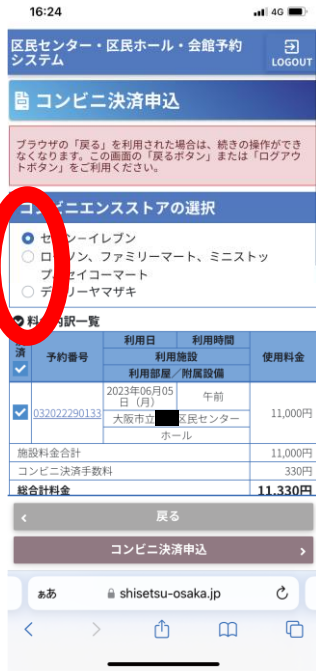 16:24
4G
区民センター・区民ホール・会館予約
システム
LOGOUT
コンビニ決済申込
ブラウザの「戻る」を利用された場合は、続きの操作ができ
なくなります。この画面の「戻るボタン」または「ログアウ
トボタン」をご利用ください。
コンビニエンスストアの選択
セブン−イレブン
ローソン、ファミリーマート、ミニストッ
プ、セイコーマート
デイリーヤマザキ
料金内訳一覧
済
予約番号
利用日
利用時間
利用施設
利用部屋／附属設備
使用料金
032022290133
2023年06月05
日（月）
午前
大阪市立
区民センター
ホール
11,000円
施設料金合計
11,000円
コンビニ決済手数料
330円
総合計料金
11,330円
戻る
コンビニ決済申込
ぁあ
shisetsu-osaka.jp